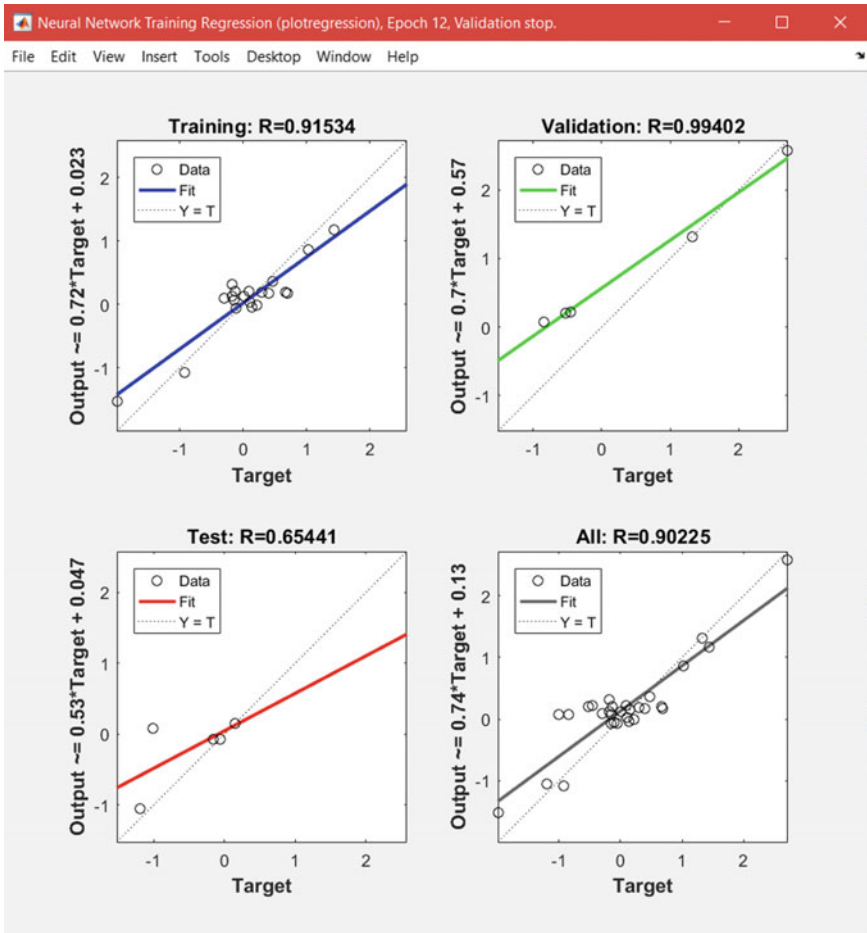 Neural Network Training Regression (plotregression), Epoch 12, Validation stop.
File Edit View Insert Tools Desktop Window Help
Training: R=0.91534
Output ~= 0.72*Target + 0.023
Data
Fit
Y = T
2
1
0
-1
-1 0 1 2
Target
Validation: R=0.99402
Output ~= 0.7*Target + 0.57
Data
Fit
Y = T
2
1
0
-1
-1 0 1 2
Target
Test: R=0.65441
Output ~= 0.53*Target + 0.047
Data
Fit
Y = T
2
1
0
-1
-1 0 1 2
Target
All: R=0.90225
Output ~= 0.74*Target + 0.13
Data
Fit
Y = T
2
1
0
-1
-1 0 1 2
Target